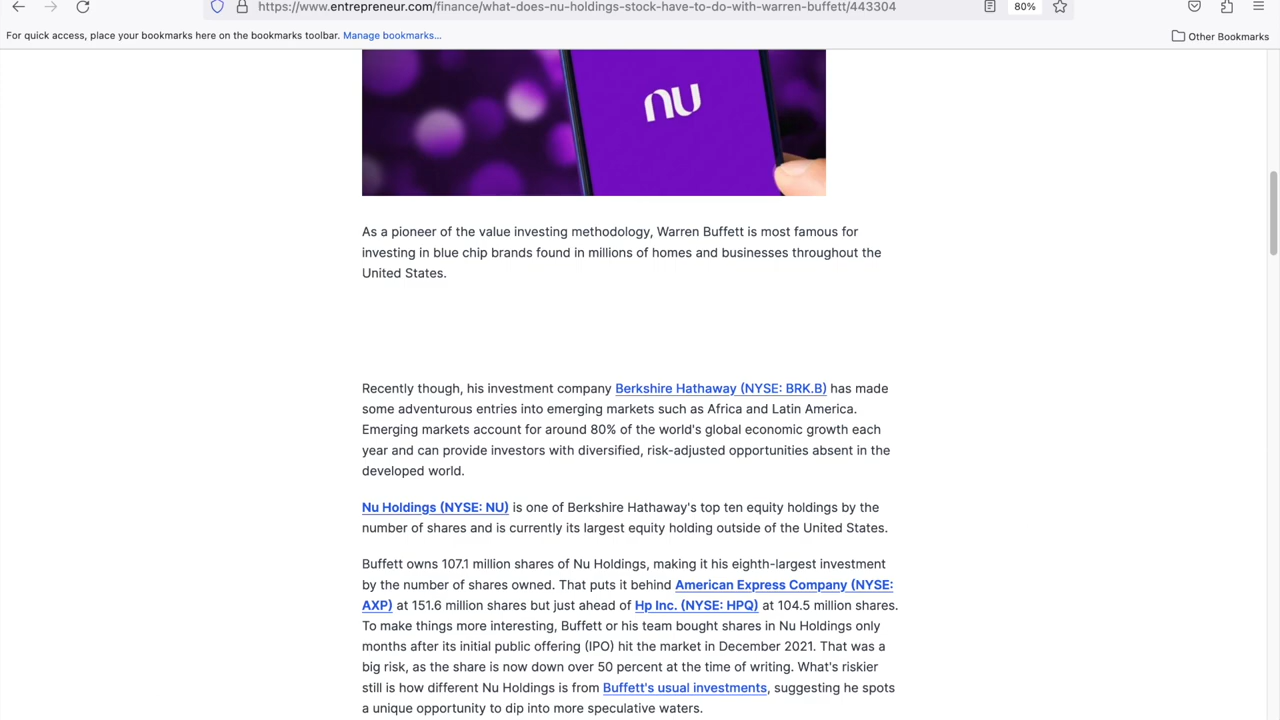 https://www.entrepreneur.com/finance/what-does-nu-holdings-stock-have-to-do-with-warren-buffett/443304
80%
For quick access, place your bookmarks here on the bookmarks toolbar. Manage bookmarks...
Other Bookmarks
nu
As a pioneer of the value investing methodology, Warren Buffett is most famous for
investing in blue chip brands found in millions of homes and businesses throughout the
United States.
Recently though, his investment company Berkshire Hathaway (NYSE: BRK.B) has made
some adventurous entries into emerging markets such as Africa and Latin America.
Emerging markets account for around 80% of the world's global economic growth each
year and can provide investors with diversified, risk-adjusted opportunities absent in the
developed world.
Nu Holdings (NYSE: NU) is one of Berkshire Hathaway's top ten equity holdings by the
number of shares and is currently its largest equity holding outside of the United States.
Buffett owns 107.1 million shares of Nu Holdings, making it his eighth-largest investment
by the number of shares owned. That puts it behind American Express Company (NYSE:
AXP) at 151.6 million shares but just ahead of Hp Inc. (NYSE: HPQ) at 104.5 million shares.
To make things more interesting, Buffett or his team bought shares in Nu Holdings only
months after its initial public offering (IPO) hit the market in December 2021. That was a
big risk, as the share is now down over 50 percent at the time of writing. What's riskier
still is how different Nu Holdings is from Buffett's usual investments, suggesting he spots
a unique opportunity to dip into more speculative waters.